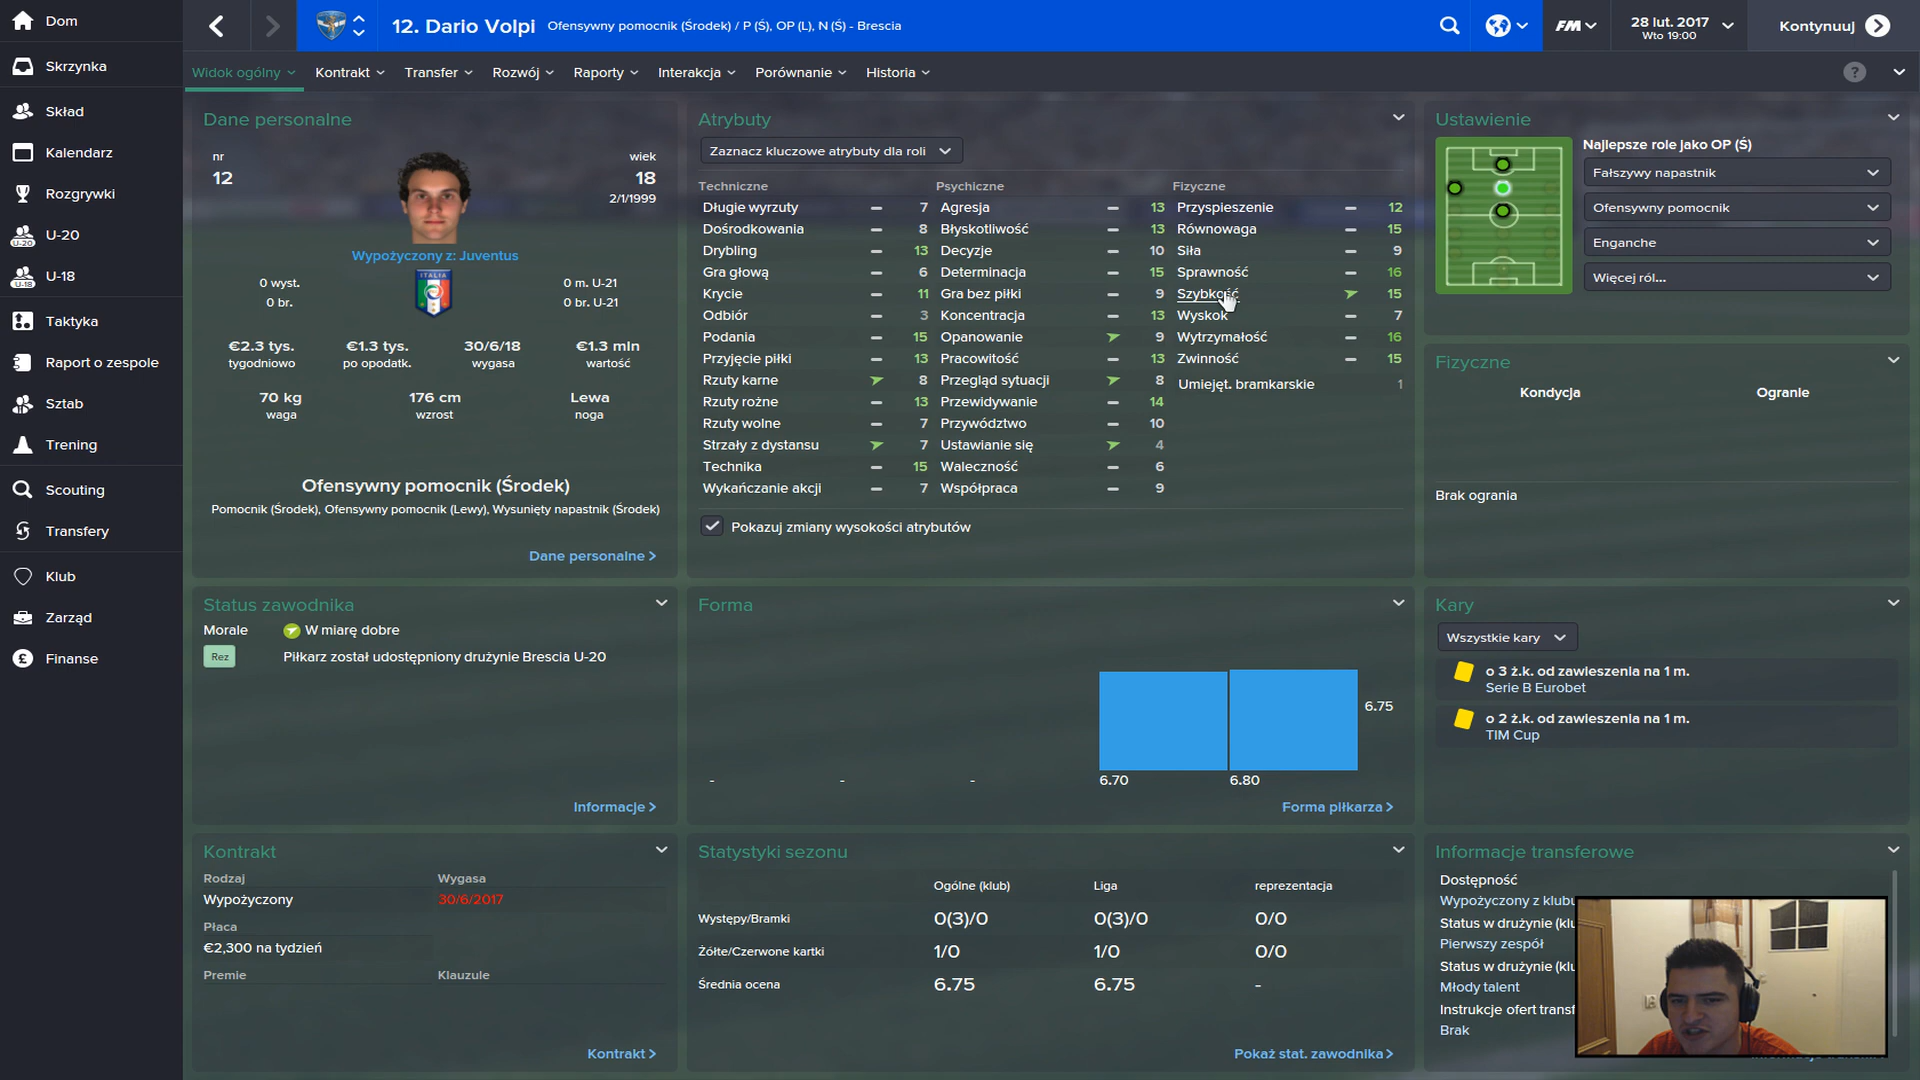 Dom
Skrzynka
Skład
Kalendarz
Rozgrywki
U-20 U-20
U-18 U-18
Taktyka
Raport o zespole
Sztab
Trening
Scouting
Transfery
Klub
Zarząd
£ Finanse
12. Dario Volpi Ofensywny pomocnik (Środek) / P (Ś), OP (L), N (Ś) - Brescia
FM
28 lut. 2017
Wto 19:00
Kontynuuj
Widok ogólny Kontrakt Transfer Rozwój Raporty Interakcja Porównanie Historia ?
Dane personalne
nr
12
wiek
18
2/1/1999
Wypożyczony z: Juventus
0 wyst.
0 br.
ITALIA
0 m. U-21
0 br. U-21
€2.3 tys. €1.3 tys. 30/6/18 €1.3 mln
tygodniowo po opodatk. wygasa wartość
70 kg 176 cm Lewa
waga wzrost noga
Ofensywny pomocnik (Środek)
Pomocnik (Środek), Ofensywny pomocnik (Lewy), Wysunięty napastnik (Środek)
Dane personalne >
Atrybuty
Zaznacz kluczowe atrybuty dla roli
Techniczne Psychiczne Fizyczne
Długie wyrzuty – 7 Agresja – 13 Przyspieszenie – 12
Dośrodkowania – 8 Błyskotliwość – 13 Równowaga – 15
Drybling – 13 Decyzje – 10 Siła – 9
Gra głową – 6 Determinacja – 15 Sprawność – 16
Krycie – 11 Gra bez piłki – 9 Szybkość 15
Odbiór – 3 Koncentracja – 13 Wyskok – 7
Podania – 15 Opanowanie 9 Wytrzymałość – 16
Przyjęcie piłki – 13 Pracowitość – 13 Zwinność – 15
Rzuty karne 8 Przegląd sytuacji 8 Umiejęt. bramkarskie 1
Rzuty rożne – 13 Przewidywanie – 14
Rzuty wolne – 7 Przywództwo – 10
Strzały z dystansu 7 Ustawianie się 4
Technika – 15 Waleczność – 6
Wykańczanie akcji – 7 Współpraca – 9
Pokazuj zmiany wysokości atrybutów
Ustawienie
Najlepsze role jako OP (Ś)
Fałszywy napastnik
Ofensywny pomocnik
Enganche
Więcej ról...
Fizyczne
Kondycja Ogranie
Brak ogrania
Status zawodnika
Morale W miarę dobre
Rez Piłkarz został udostępniony drużynie Brescia U-20
Informacje >
Forma
6.75
- - - 6.70 6.80
Forma piłkarza >
Kary
Wszystkie kary
o 3 ż.k. od zawieszenia na 1 m.
Serie B Eurobet
o 2 ż.k. od zawieszenia na 1 m.
TIM Cup
Kontrakt
Rodzaj Wygasa
Wypożyczony 30/6/2017
Płaca
€2,300 na tydzień
Premie Klauzule
Kontrakt >
Statystyki sezonu
Ogólne (klub) Liga reprezentacja
Występy/Bramki 0(3)/0 0(3)/0 0/0
Żółte/Czerwone kartki 1/0 1/0 0/0
Średnia ocena 6.75 6.75 -
Pokaż stat. zawodnika >
Informacje transferowe
Dostępność
Wypożyczony z klubu
Status w drużynie (klu
Pierwszy zespół
Status w drużynie (klu
Młody talent
Instrukcje ofert transf
Brak